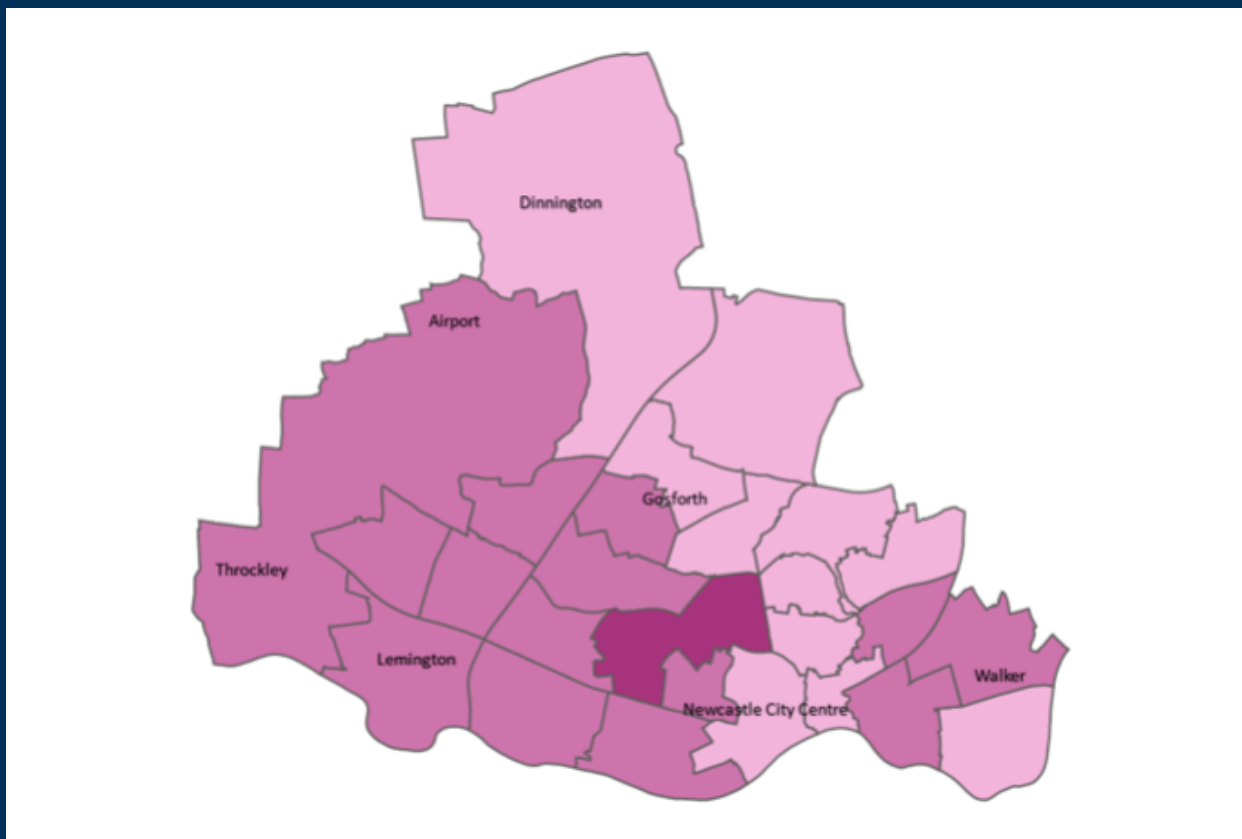 Dinnington
Airport
Gosforth
Throckley
Lemington
Walker
Newcastle City Centre